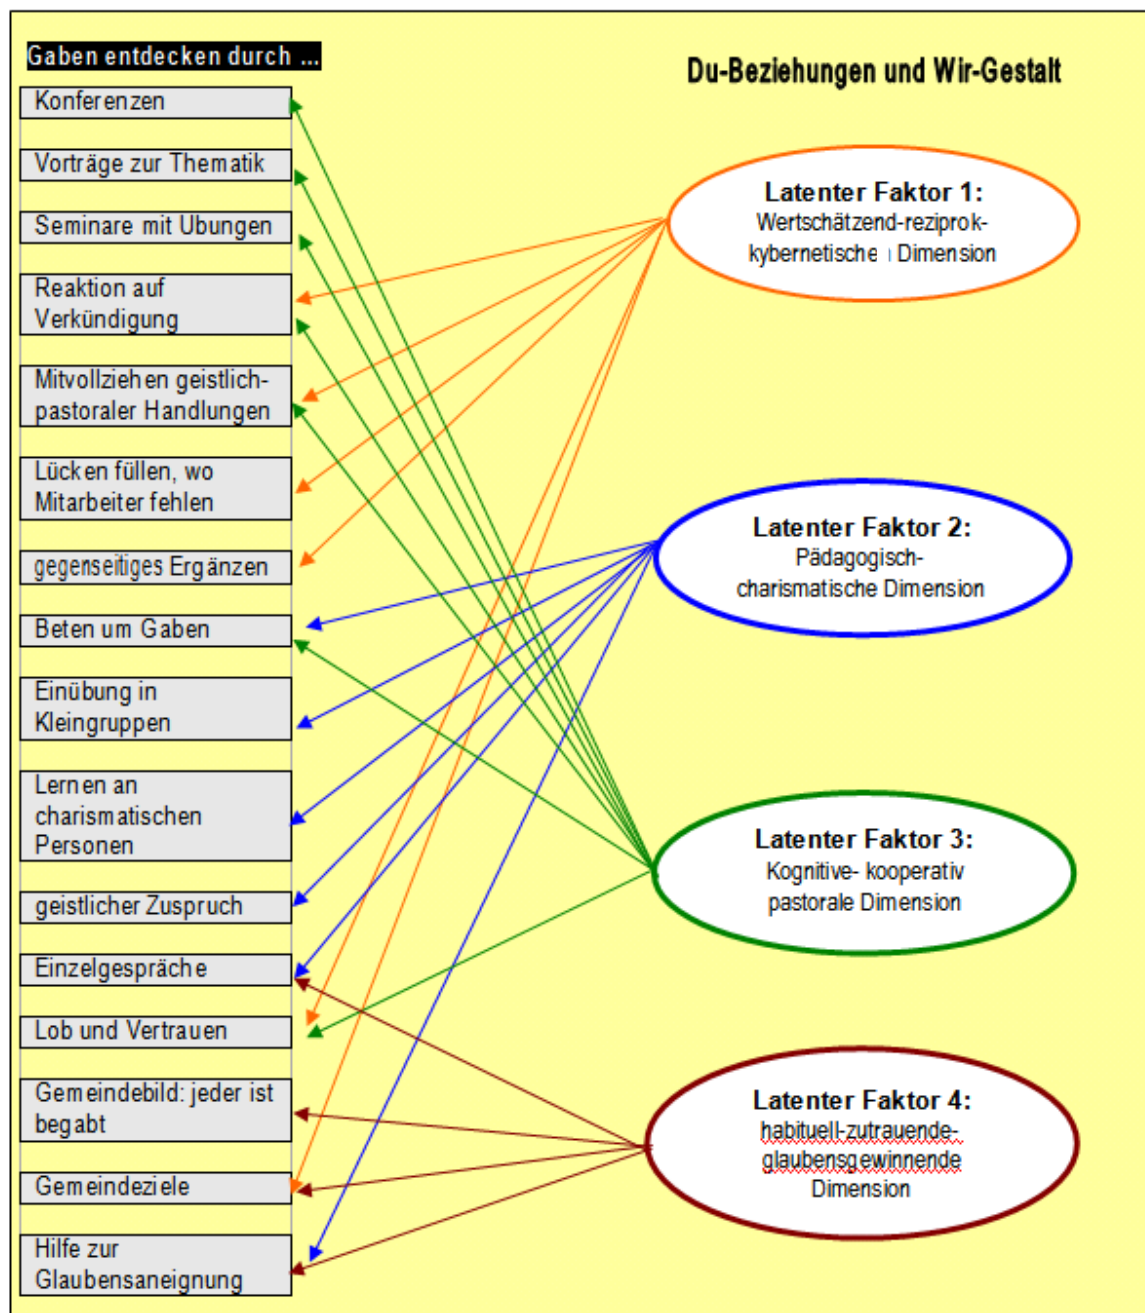 Gaben entdecken durch ...
Konferenzen
Vorträge zur Thematik
Seminare mit Übungen
Reaktion auf
Verkündigung
Mitvollziehen geistlich-
pastoraler Handlungen
Lücken füllen, wo
Mitarbeiter fehlen
gegenseitiges Ergänzen
Beten um Gaben
Einübung in
Kleingruppen
Lernen an
charismatischen
Personen
geistlicher Zuspruch
Einzelgespräche
Lob und Vertrauen
Gemeindebild: jeder ist
begabt
Gemeindeziele
Hilfe zur
Glaubensaneignung
Du-Beziehungen und Wir-Gestalt
Latenter Faktor 1:
Wertschätzend-reziprok-
kybernetische Dimension
Latenter Faktor 2:
Pädagogisch-
charismatische Dimension
Latenter Faktor 3:
Kognitive- kooperativ
pastorale Dimension
Latenter Faktor 4:
habituell-zutrauende-
glaubensgewinnende
Dimension